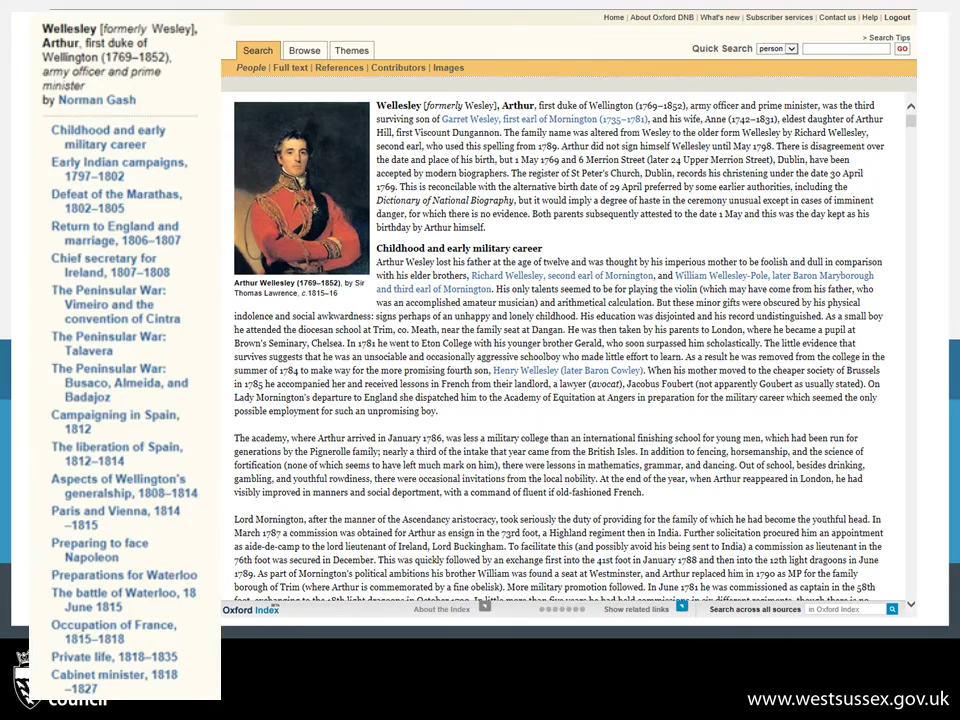 Wellesley [formerly Wesley],
Arthur, first duke of
Wellington (1769–1852),
army officer and prime
minister
by Norman Gash
Childhood and early
military career
Early Indian campaigns,
1797–1802
Defeat of the Marathas,
1802–1805
Return to England and
marriage, 1806–1807
Chief secretary for
Ireland, 1807–1808
The Peninsular War:
Vimeiro and the
convention of Cintra
The Peninsular War:
Talavera
The Peninsular War:
Busaco, Almeida, and
Badajoz
Campaigning in Spain,
1812
The liberation of Spain,
1812–1814
Aspects of Wellington's
generalship, 1808–1814
Paris and Vienna, 1814
–1815
Preparing to face
Napoleon
Preparations for Waterloo
The battle of Waterloo, 18
June 1815
Occupation of France,
1815–1818
Private life, 1818–1835
Cabinet minister, 1818
–1827
Home | About Oxford DNB | What's new | Subscriber services | Contact us | Help | Logout
> Search Tips
Search Browse Themes
Quick Search person GO
People | Full text | References | Contributors | Images
Wellesley [formerly Wesley], Arthur, first duke of Wellington (1769–1852), army officer and prime minister, was the third
surviving son of Garret Wesley, first earl of Mornington (1735–1781), and his wife, Anne (1742–1831), eldest daughter of Arthur
Hill, first Viscount Dungannon. The family name was altered from Wesley to the older form Wellesley by Richard Wellesley,
second earl, who used this spelling from 1789. Arthur did not sign himself Wellesley until May 1798. There is disagreement over
the date and place of his birth, but 1 May 1769 and 6 Merrion Street (later 24 Upper Merrion Street), Dublin, have been
accepted by modern biographers. The register of St Peter's Church, Dublin, records his christening under the date 30 April
1769. This is reconcilable with the alternative birth date of 29 April preferred by some earlier authorities, including the
Dictionary of National Biography, but it would imply a degree of haste in the ceremony unusual except in cases of imminent
danger, for which there is no evidence. Both parents subsequently attested to the date 1 May and this was the day kept as his
birthday by Arthur himself.
Arthur Wellesley (1769–1852), by Sir
Thomas Lawrence, c.1815–16
Childhood and early military career
Arthur Wesley lost his father at the age of twelve and was thought by his imperious mother to be foolish and dull in comparison
with his elder brothers, Richard Wellesley, second earl of Mornington, and William Wellesley-Pole, later Baron Maryborough
and third earl of Mornington. His only talents seemed to be for playing the violin (which may have come from his father, who
was an accomplished amateur musician) and arithmetical calculation. But these minor gifts were obscured by his physical
indolence and social awkwardness: signs perhaps of an unhappy and lonely childhood. His education was disjointed and his record undistinguished. As a small boy
he attended the diocesan school at Trim, co. Meath, near the family seat at Dangan. He was then taken by his parents to London, where he became a pupil at
Brown's Seminary, Chelsea. In 1781 he went to Eton College with his younger brother Gerald, who soon surpassed him scholastically. The little evidence that
survives suggests that he was an unsociable and occasionally aggressive schoolboy who made little effort to learn. As a result he was removed from the college in the
summer of 1784 to make way for the more promising fourth son, Henry Wellesley (later Baron Cowley). When his mother moved to the cheaper society of Brussels
in 1785 he accompanied her and received lessons in French from their landlord, a lawyer (avocat), Jacobus Foubert (not apparently Goubert as usually stated). On
Lady Mornington's departure to England she dispatched him to the Academy of Equitation at Angers in preparation for the military career which seemed the only
possible employment for such an unpromising boy.
The academy, where Arthur arrived in January 1786, was less a military college than an international finishing school for young men, which had been run for
generations by the Pignerolle family; nearly a third of the intake that year came from the British Isles. In addition to fencing, horsemanship, and the science of
fortification (none of which seems to have left much mark on him), there were lessons in mathematics, grammar, and dancing. Out of school, besides drinking,
gambling, and youthful rowdiness, there were occasional invitations from the local nobility. At the end of the year, when Arthur reappeared in London, he had
visibly improved in manners and social deportment, with a command of fluent if old-fashioned French.
Lord Mornington, after the manner of the Ascendancy aristocracy, took seriously the duty of providing for the family of which he had become the youthful head. In
March 1787 a commission was obtained for Arthur as ensign in the 73rd foot, a Highland regiment then in India. Further solicitation procured him an appointment
as aide-de-camp to the lord lieutenant of Ireland, Lord Buckingham. To facilitate this (and possibly avoid his being sent to India) a commission as lieutenant in the
76th foot was secured in December. This was quickly followed by an exchange first into the 41st foot in January 1788 and then into the 12th light dragoons in June
1789. As part of Mornington's political ambitions his brother William was found a seat at Westminster, and Arthur replaced him in 1790 as MP for the family
borough of Trim (where Arthur is commemorated by a fine obelisk). More military promotion followed. In June 1781 he was commissioned as captain in the 58th
Oxford Index
About the Index
Show related links
Search across all sources
in Oxford Index
council
www.westsussex.gov.uk